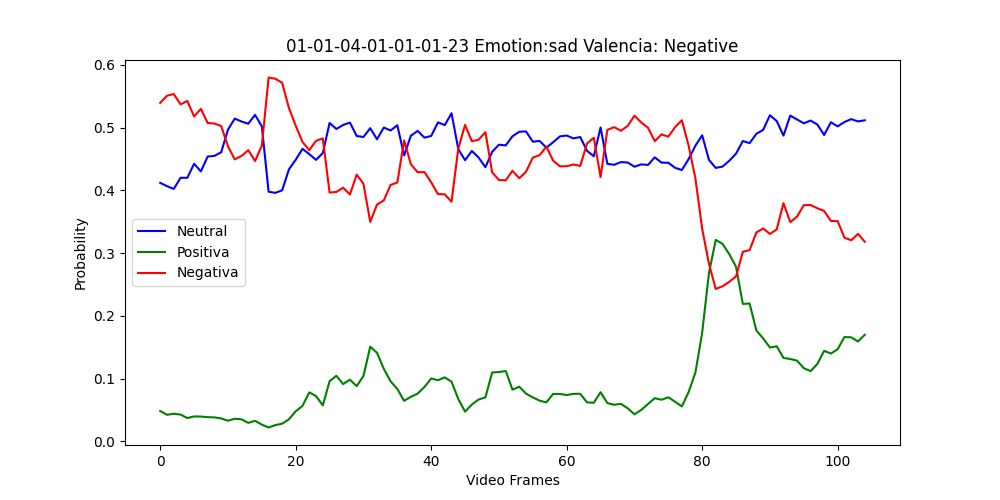 01-01-04-01-01-01-23 Emotion:sad Valencia: Negative
0.6
0.5
0.4
0.3
0.2
0.1
0.0
Probability
Neutral
Positiva
Negativa
0 20 40 60 80 100
Video Frames